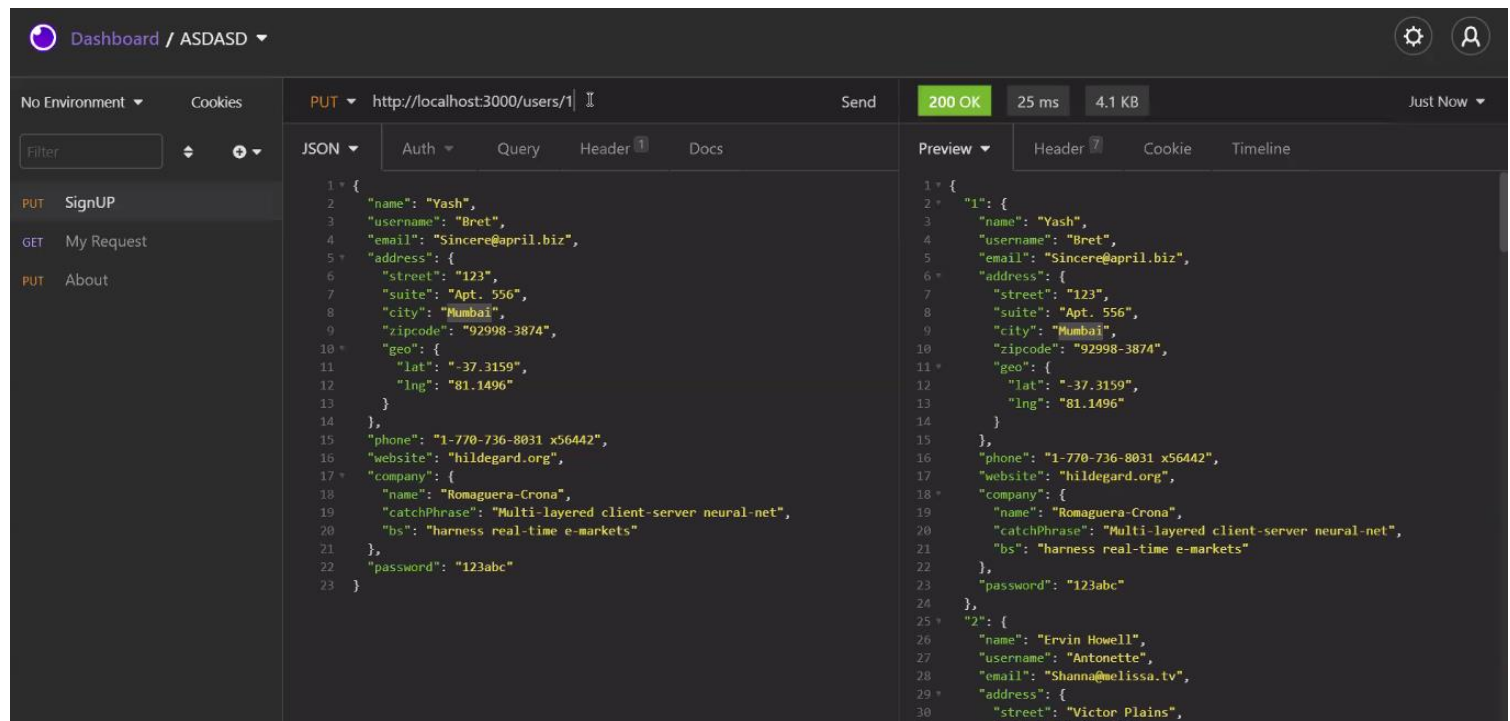 Dashboard / ASDASD
No Environment Cookies
Filter
PUT SignUP
GET My Request
PUT About
PUT http://localhost:3000/users/1 Send
JSON Auth Query Header 1 Docs
1 {
2 "name": "Yash",
3 "username": "Bret",
4 "email": "Sincere@april.biz",
5 "address": {
6 "street": "123",
7 "suite": "Apt. 556",
8 "city": "Mumbai",
9 "zipcode": "92998-3874",
10 "geo": {
11 "lat": "-37.3159",
12 "lng": "81.1496"
13 }
14 },
15 "phone": "1-770-736-8031 x56442",
16 "website": "hildegard.org",
17 "company": {
18 "name": "Romaguera-Crona",
19 "catchPhrase": "Multi-layered client-server neural-net",
20 "bs": "harness real-time e-markets"
21 },
22 "password": "123abc"
23 }
200 OK 25 ms 4.1 KB Just Now
Preview Header 7 Cookie Timeline
1 {
2 "1": {
3 "name": "Yash",
4 "username": "Bret",
5 "email": "Sincere@april.biz",
6 "address": {
7 "street": "123",
8 "suite": "Apt. 556",
9 "city": "Mumbai",
10 "zipcode": "92998-3874",
11 "geo": {
12 "lat": "-37.3159",
13 "lng": "81.1496"
14 }
15 },
16 "phone": "1-770-736-8031 x56442",
17 "website": "hildegard.org",
18 "company": {
19 "name": "Romaguera-Crona",
20 "catchPhrase": "Multi-layered client-server neural-net",
21 "bs": "harness real-time e-markets"
22 },
23 "password": "123abc"
24 },
25 "2": {
26 "name": "Ervin Howell",
27 "username": "Antonette",
28 "email": "Shanna@melissa.tv",
29 "address": {
30 "street": "Victor Plains",